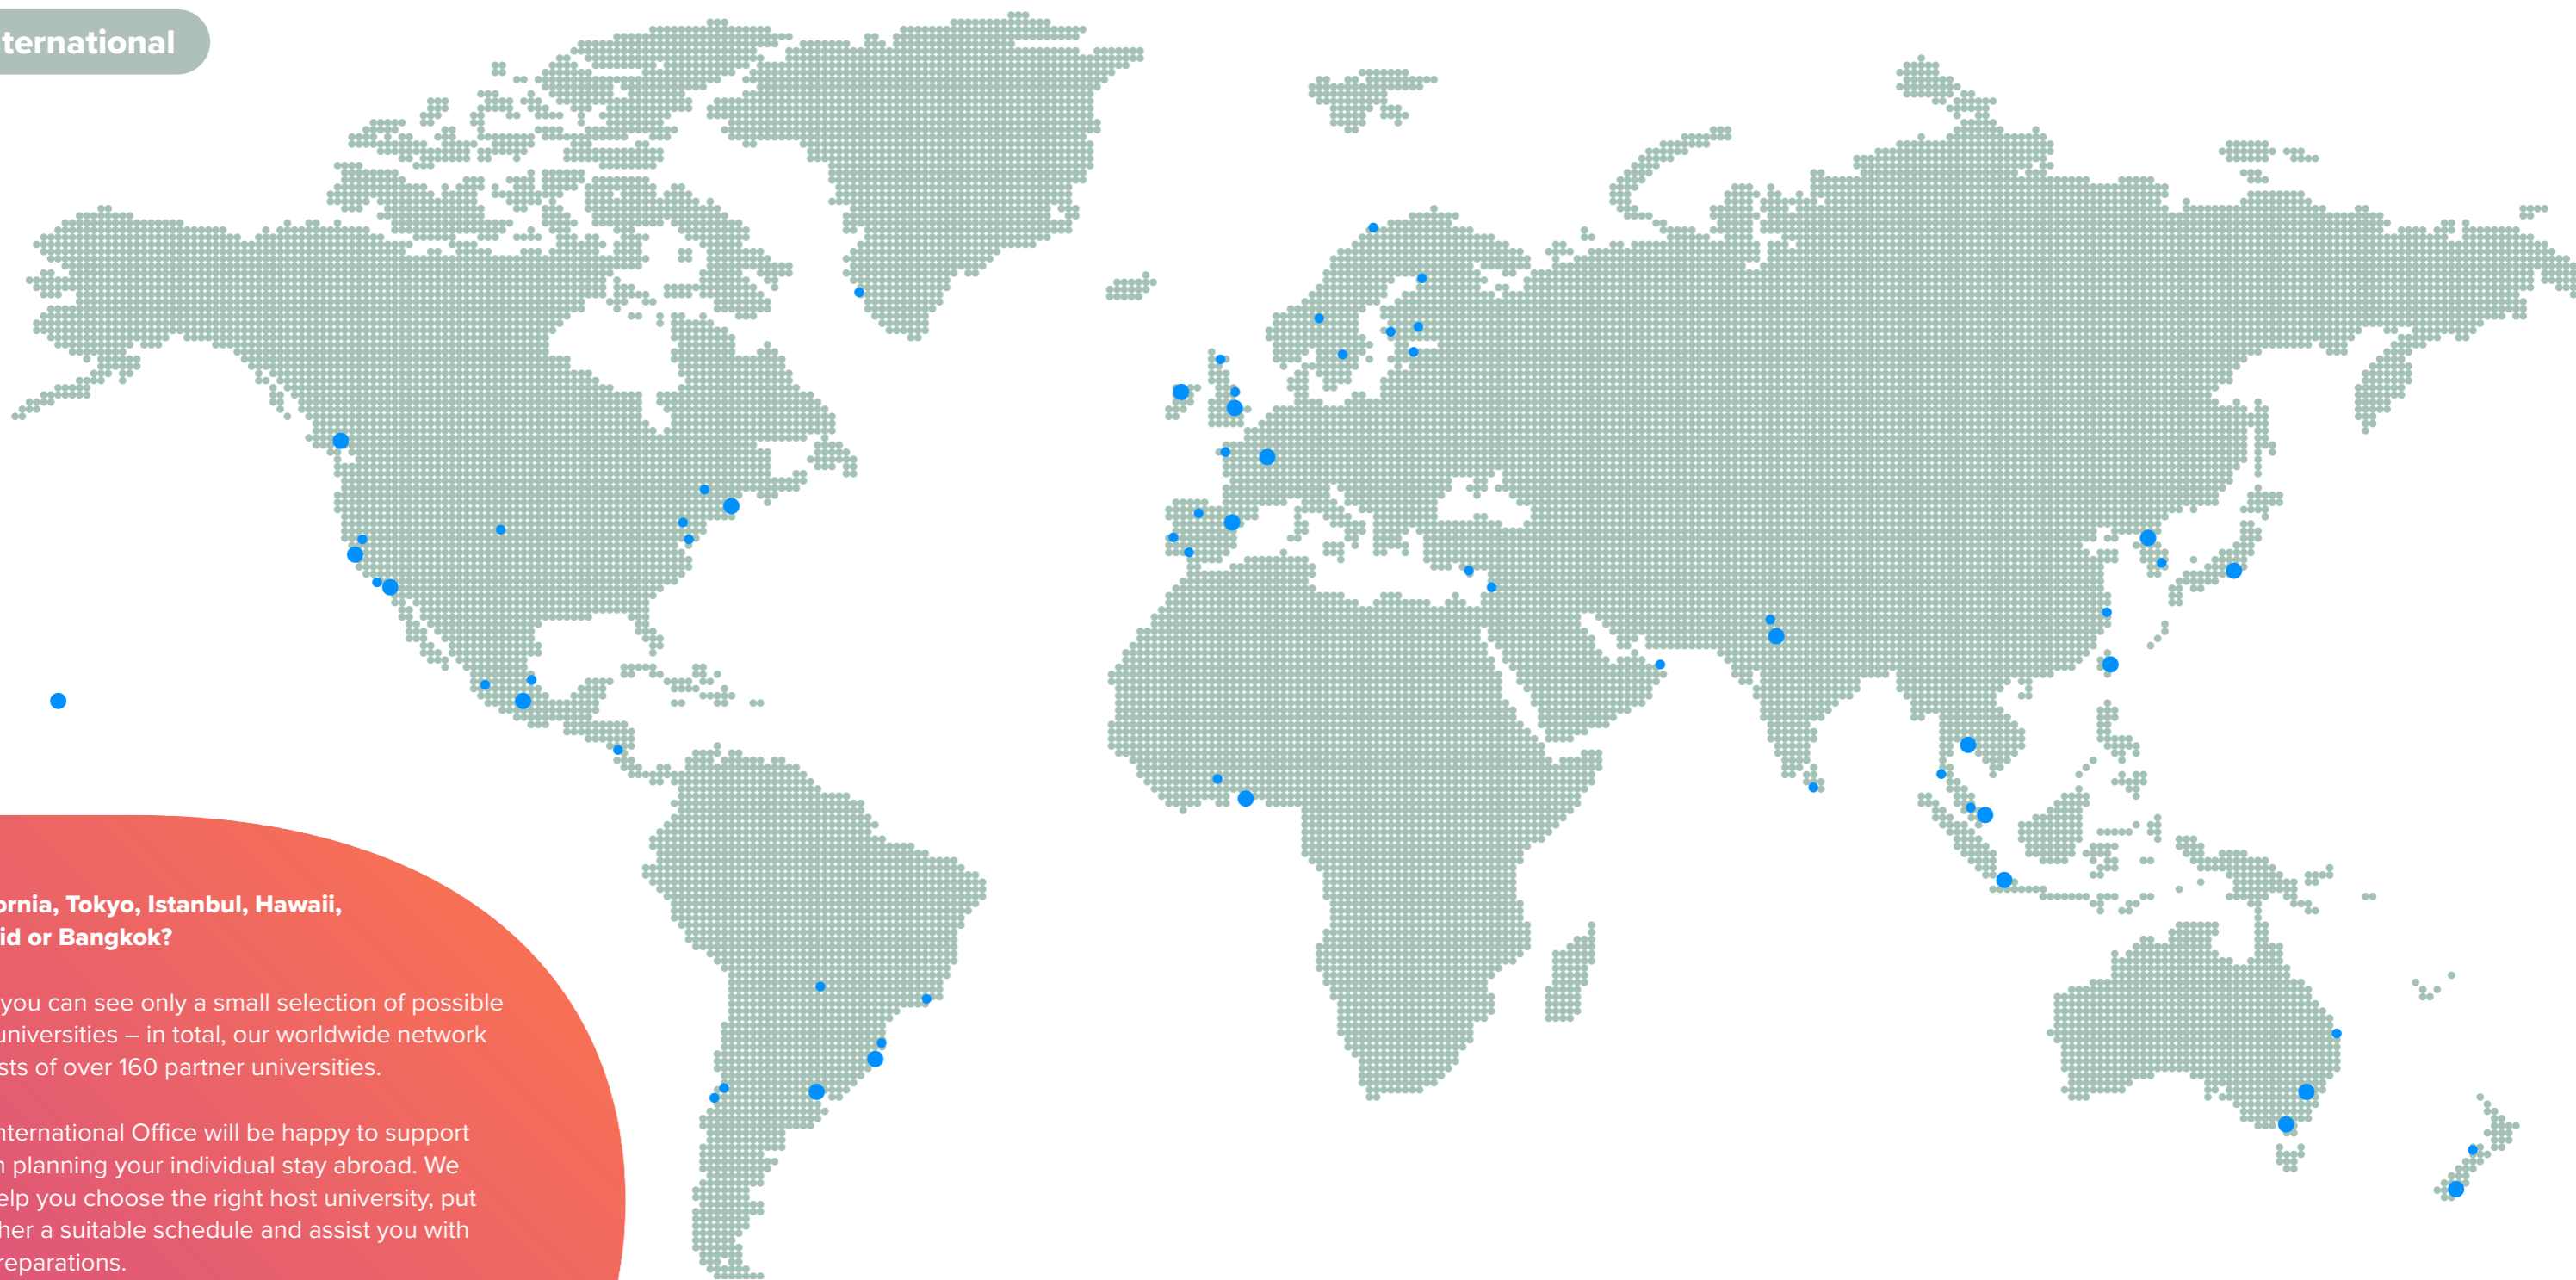 ternational
ornia, Tokyo, Istanbul, Hawaii,
id or Bangkok?
you can see only a small selection of possible
universities – in total, our worldwide network
sts of over 160 partner universities.
nternational Office will be happy to support
n planning your individual stay abroad. We
elp you choose the right host university, put
her a suitable schedule and assist you with
reparations.